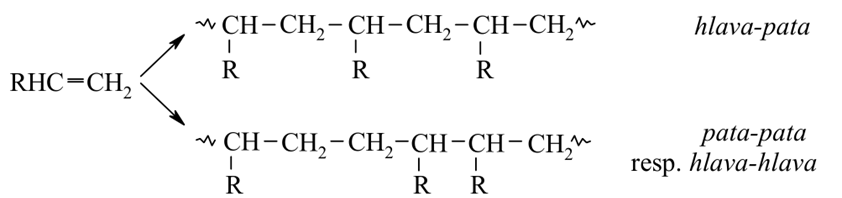 CH–CH₂–CH–CH₂–CH–CH₂ hlava-pata
R R R
RHC=CH₂
CH–CH₂–CH₂–CH–CH–CH₂ pata-pata
resp. hlava-hlava
R R R